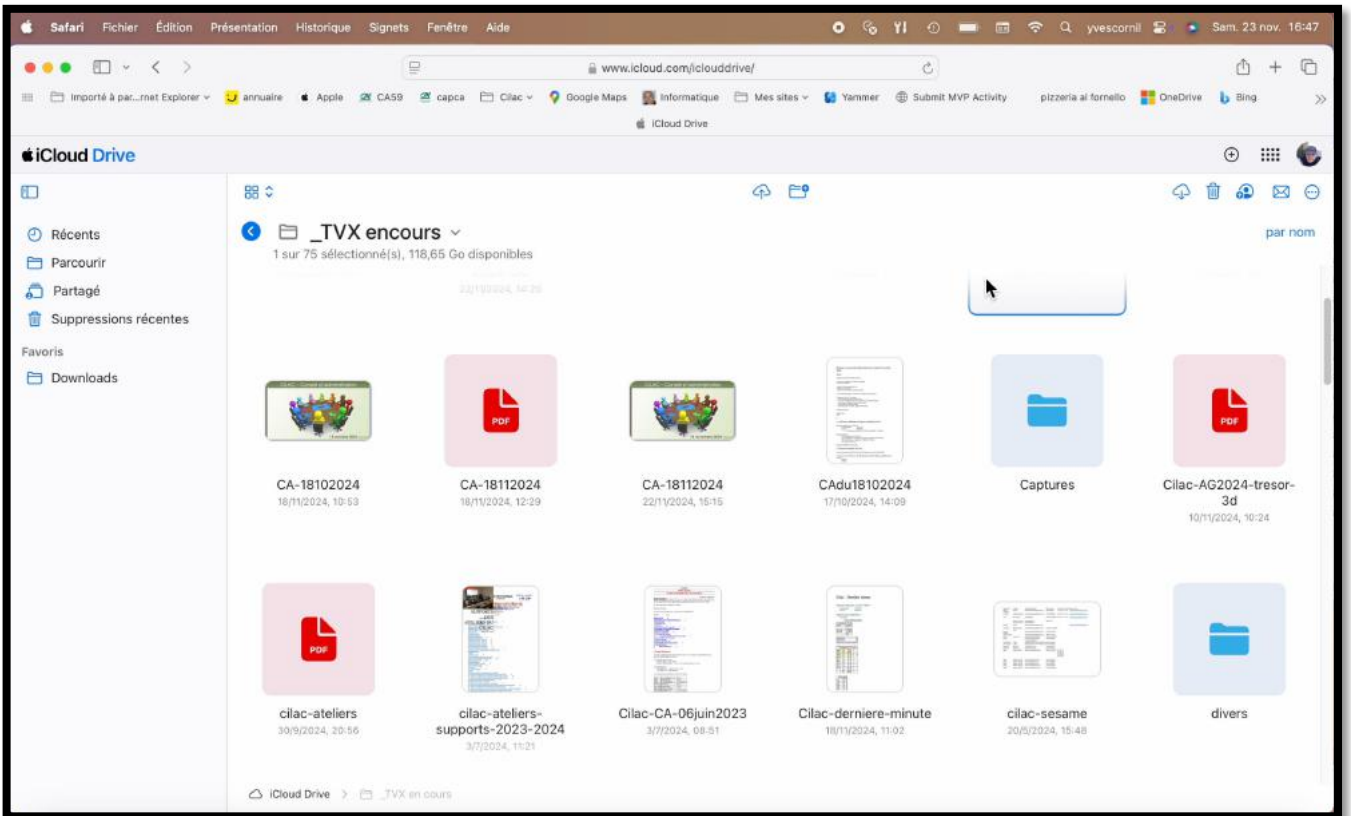 Safari Fichier Édition Présentation Historique Signets Fenêtre Aide yvescornil Sam. 23 nov. 16:47
www.icloud.com/iclouddrive/
Importé à par...rnet Explorer annuaire Apple CA59 capca Cilac Google Maps Informatique Mes sites Yammer Submit MVP Activity pizzeria al fornello OneDrive Bing
iCloud Drive
iCloud Drive
Récents
Parcourir
Partagé
Suppressions récentes
Favoris
Downloads
_TVX encours
par nom
1 sur 75 sélectionné(s), 118,65 Go disponibles
PDF
PDF
CA-18102024 CA-18112024 CA-18112024 CAdu18102024 Captures Cilac-AG2024-tresor-
3d
18/11/2024, 10:53 18/11/2024, 12:29 22/11/2024, 15:15 17/10/2024, 14:09
10/11/2024, 10:24
PDF
cilac-ateliers cilac-ateliers- Cilac-CA-06juin2023 Cilac-derniere-minute cilac-sesame divers
supports-2023-2024
30/9/2024, 20:56 3/7/2024, 08:51 18/11/2024, 11:02 20/5/2024, 15:48
3/7/2024, 11:21
iCloud Drive > _TVX en cours